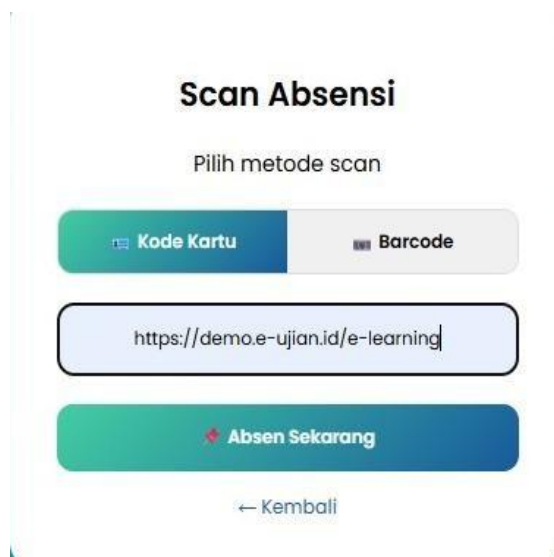 Scan Absensi
Pilih metode scan
Kode Kartu
Barcode
https://demo.e-ujian.id/e-learning
Absen Sekarang
← Kembali